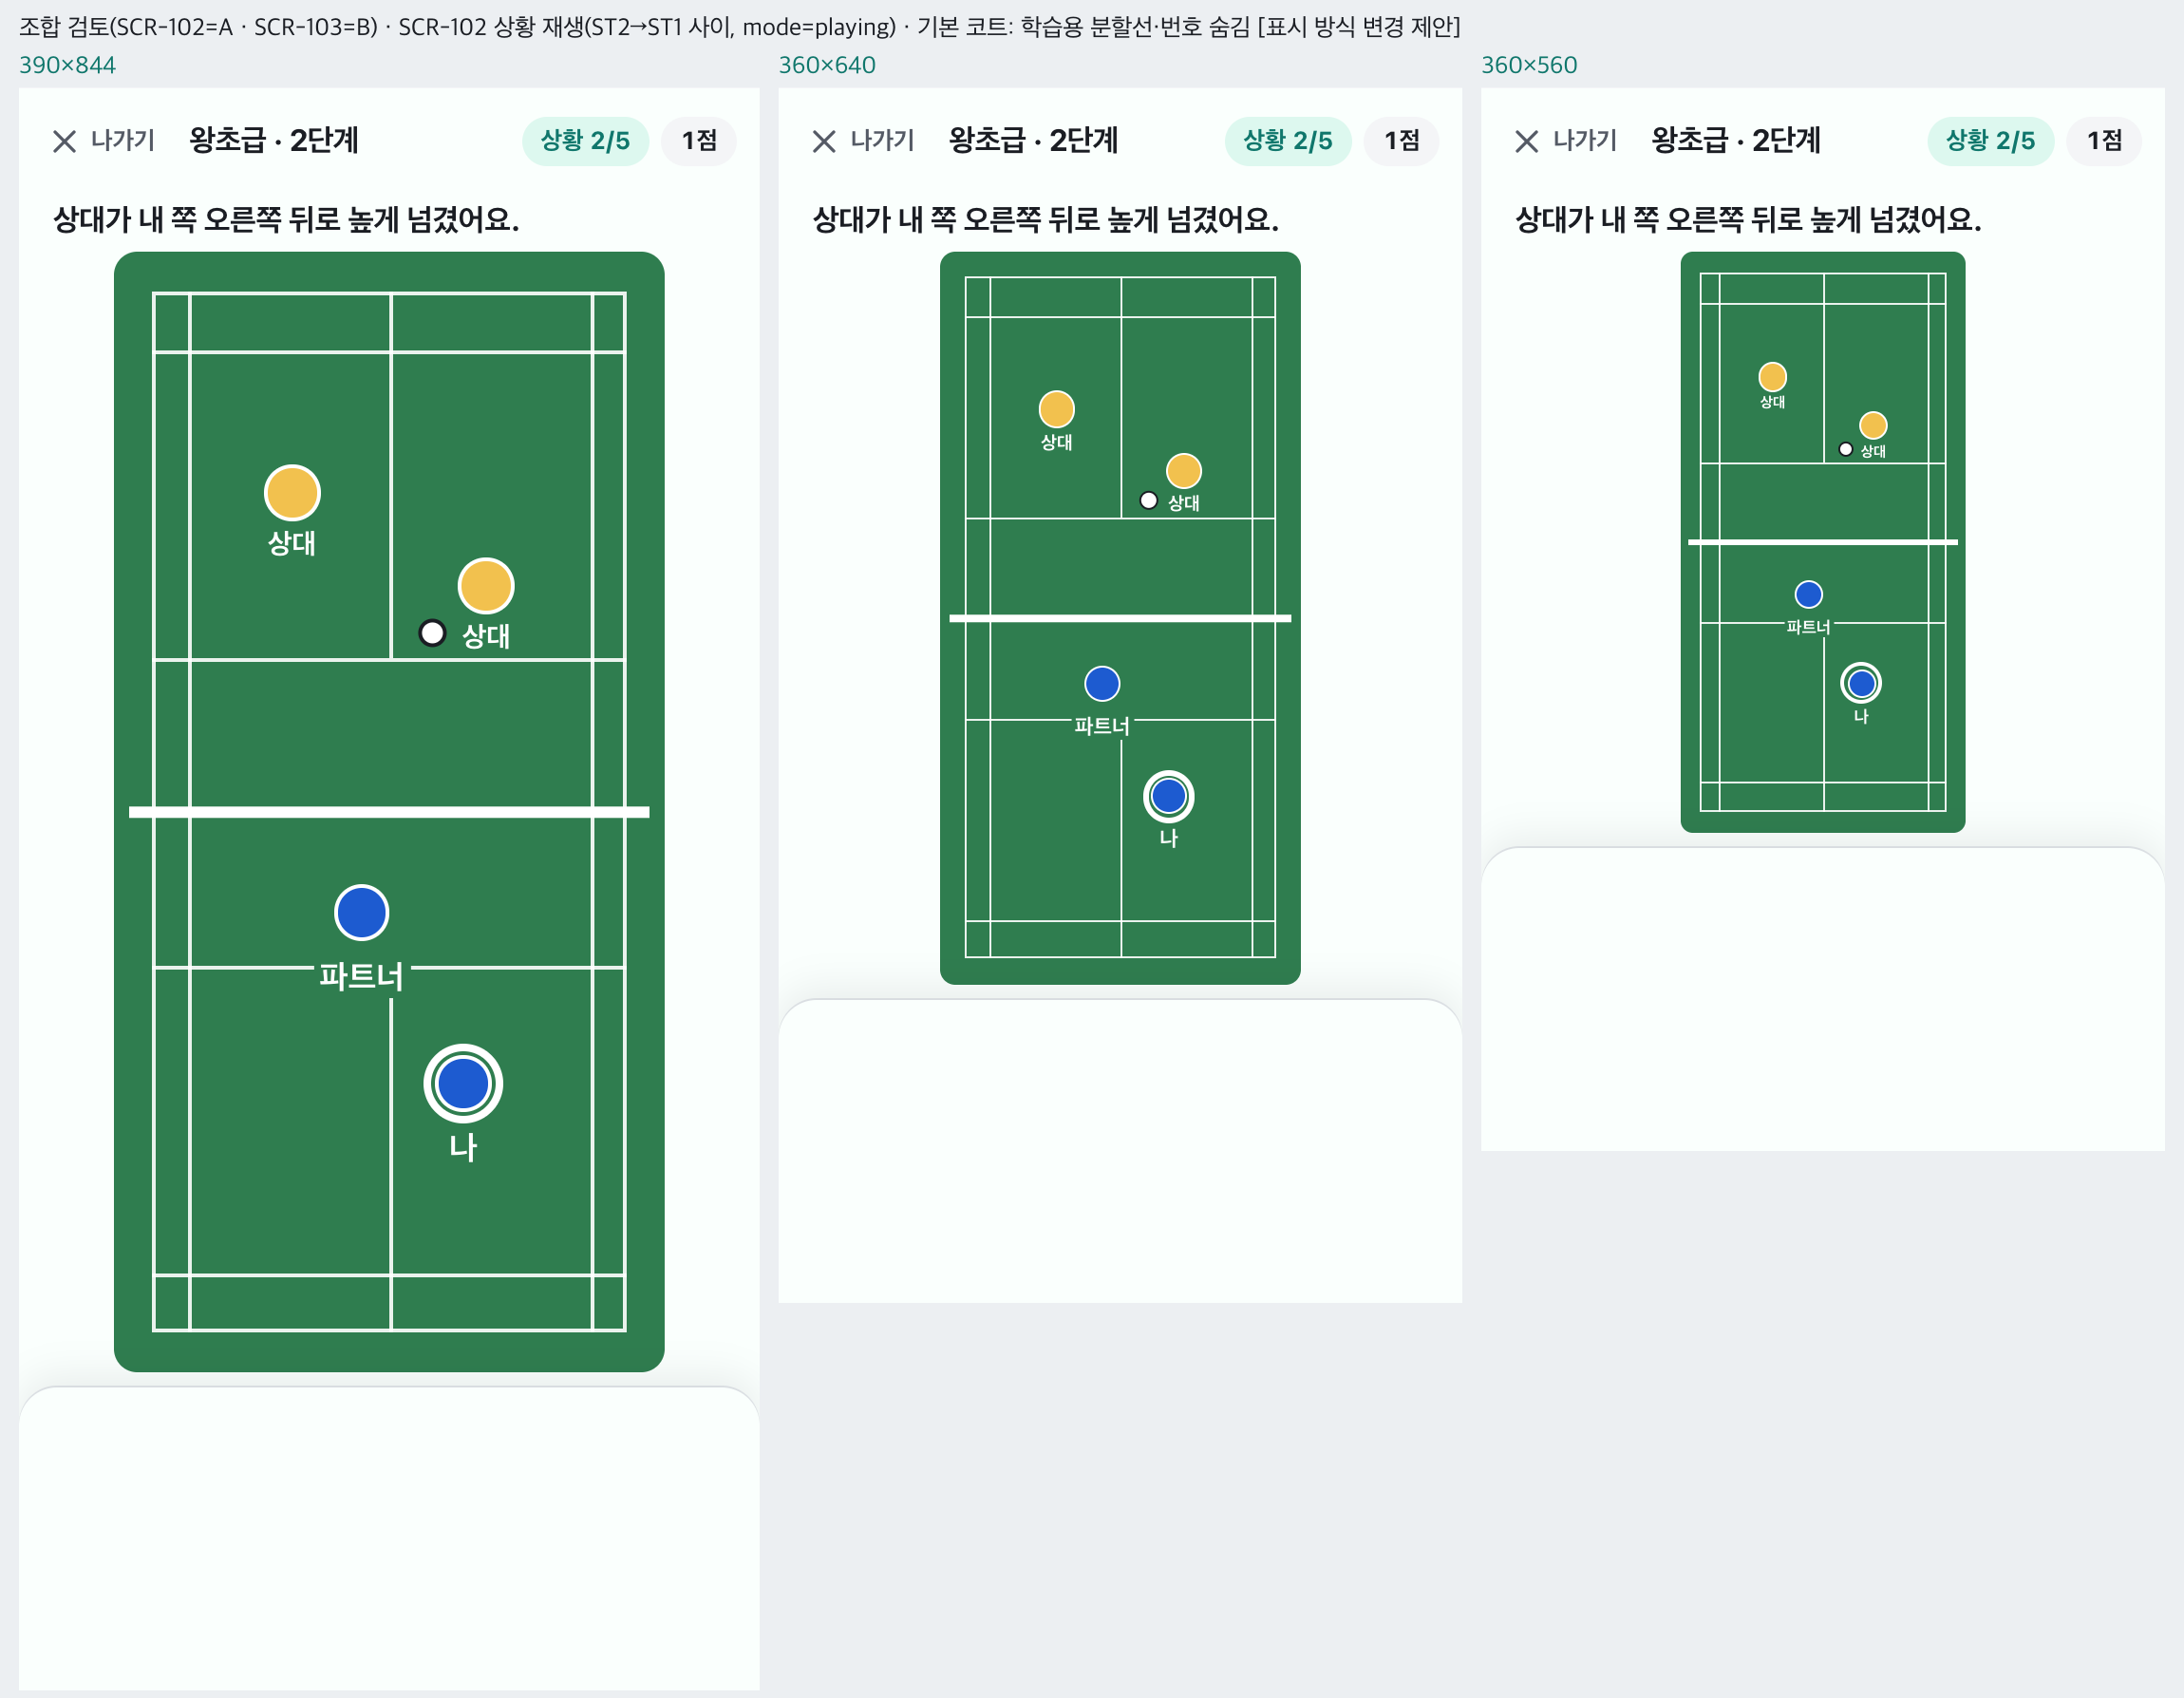 조합 검토(SCR-102=A · SCR-103=B) · SCR-102 상황 재생(ST2→ST1 사이, mode=playing) · 기본 코트: 학습용 분할선·번호 숨김 [표시 방식 변경 제안]
390×844
나가기 왕초급 · 2단계 상황 2/5 1점
상대가 내 쪽 오른쪽 뒤로 높게 넘겼어요.
상대
상대
파트너
나
360×640
나가기 왕초급 · 2단계 상황 2/5 1점
상대가 내 쪽 오른쪽 뒤로 높게 넘겼어요.
상대
상대
파트너
나
360×560
나가기 왕초급 · 2단계 상황 2/5 1점
상대가 내 쪽 오른쪽 뒤로 높게 넘겼어요.
상대
상대
파트너
나